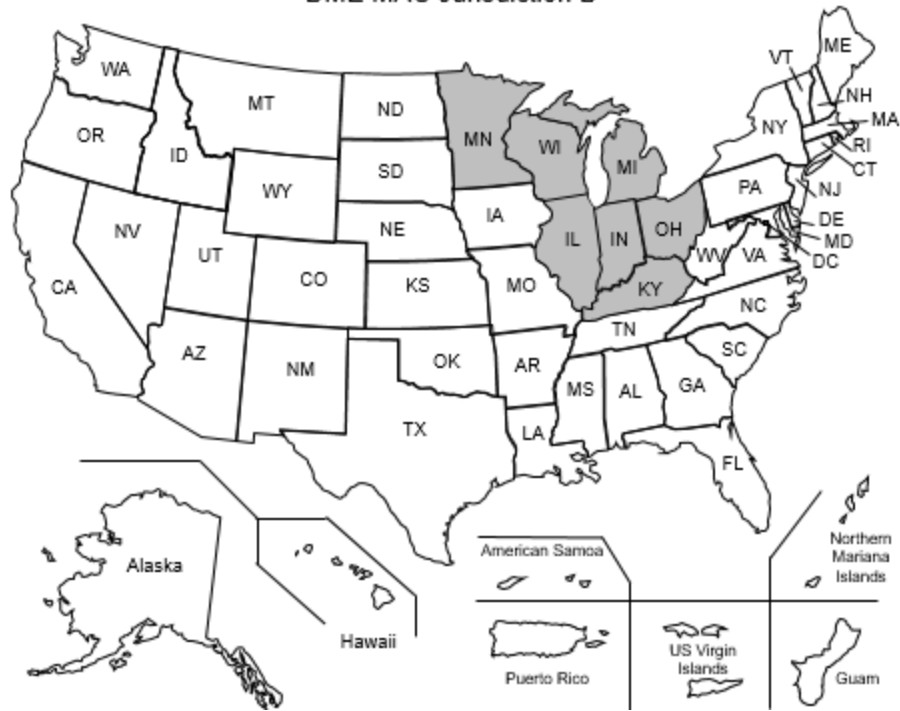 DME MAC Jurisdiction B
WA
MT
ND
MN
VT
ME
NH
MA
RI
CT
NY
OR
ID
SD
WI
MI
WY
PA
NJ
IA
NE
DE
MD
DC
NV
UT
CO
KS
MO
IL
IN
OH
WV
VA
CA
KY
NC
TN
AZ
NM
OK
AR
SC
MS
AL
GA
TX
LA
FL
Alaska
Hawaii
American Samoa
Northern
Mariana
Islands
Puerto Rico
US Virgin
Islands
Guam